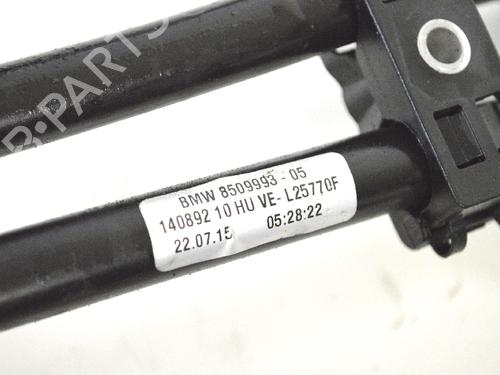 B-PARTS
BMW 8509993 - 05
140892 10 HU VE- L25770F
22.07.15 05:28:22